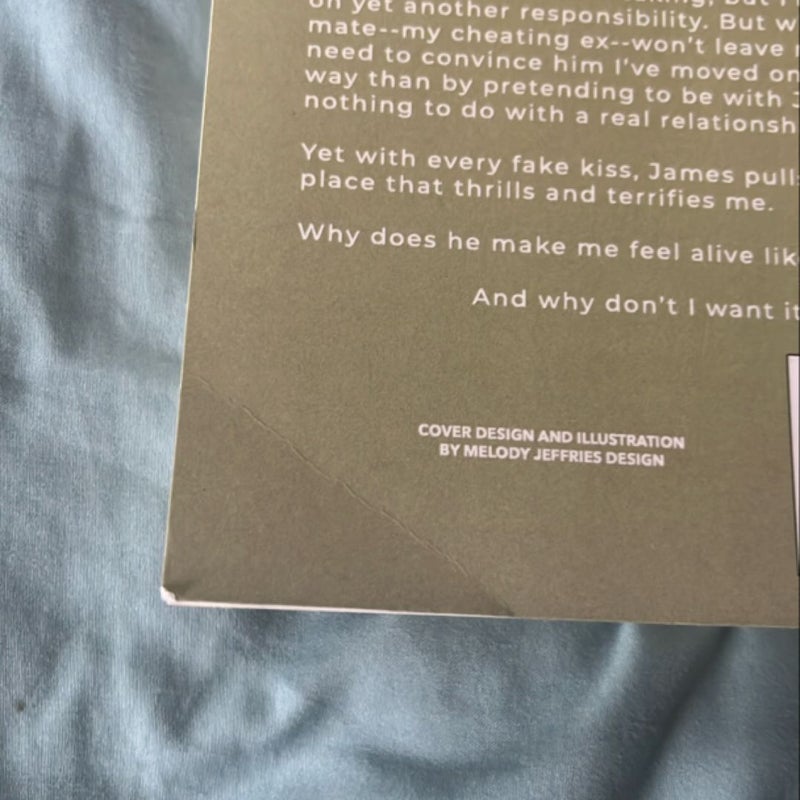 on yet another responsibility. But w
mate--my cheating ex--won't leave
need to convince him I've moved on
way than by pretending to be with J
nothing to do with a real relationsh
Yet with every fake kiss, James pull
place that thrills and terrifies me.
Why does he make me feel alive lik
And why don't I want it
COVER DESIGN AND ILLUSTRATION
BY MELODY JEFFRIES DESIGN